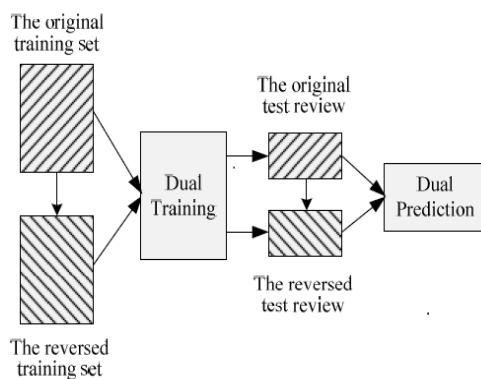 The original
training set
The original
test review
Dual
Training
Dual
Prediction
The reversed
test review
The reversed
training set